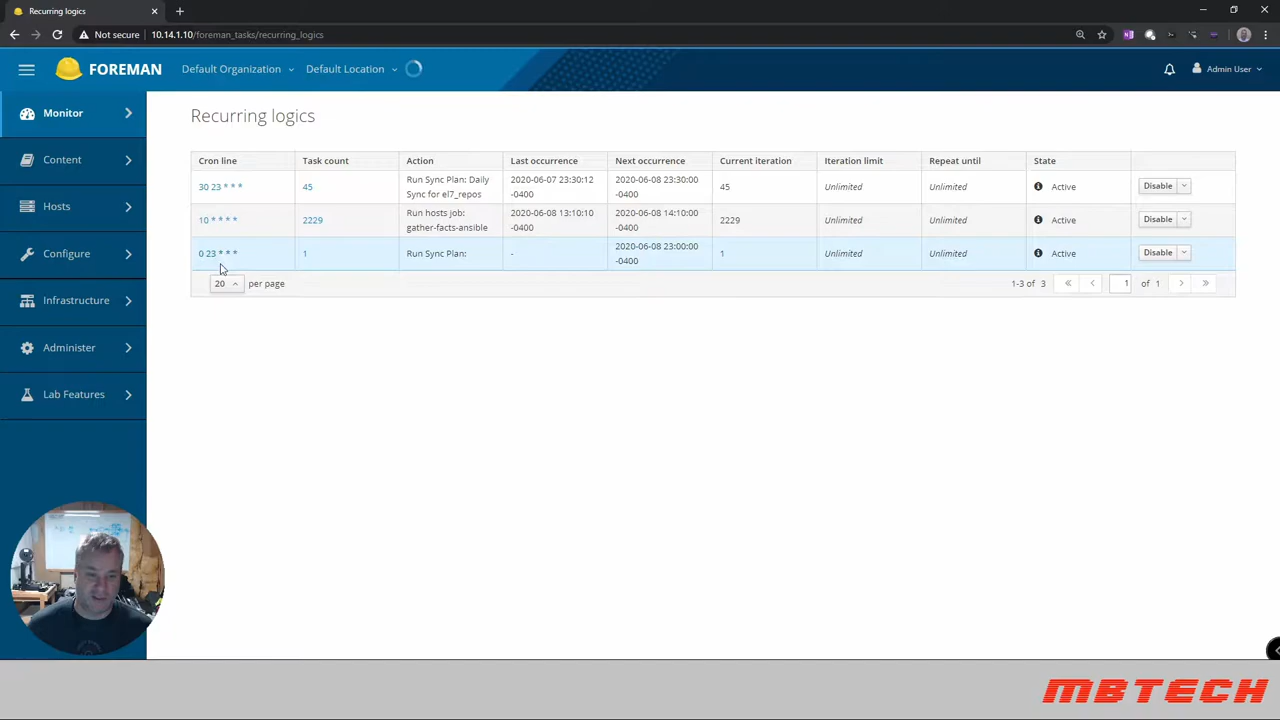 Recurring logics
Not secure
10.14.1.10/foreman_tasks/recurring_logics
FOREMAN
Default Organization
Default Location
Admin User
Monitor
Content
Hosts
Configure
Infrastructure
Administer
Lab Features
Recurring logics
Cron line Task count Action Last occurrence Next occurrence Current iteration Iteration limit Repeat until State
30 23 * * * 45 Run Sync Plan: Daily 2020-06-07 23:30:12 2020-06-08 23:30:00 45 Unlimited Unlimited Active Disable
Sync for el7_repos -0400 -0400
10 * * * * 2229 Run hosts job: 2020-06-08 13:10:10 2020-06-08 14:10:00 2229 Unlimited Unlimited Active Disable
gather-facts-ansible -0400 -0400
0 23 * * * 1 Run Sync Plan: - 2020-06-08 23:00:00 1 Unlimited Unlimited Active Disable
-0400
20 per page 1-3 of 3 « ‹ 1 of 1 › »
MBTECH